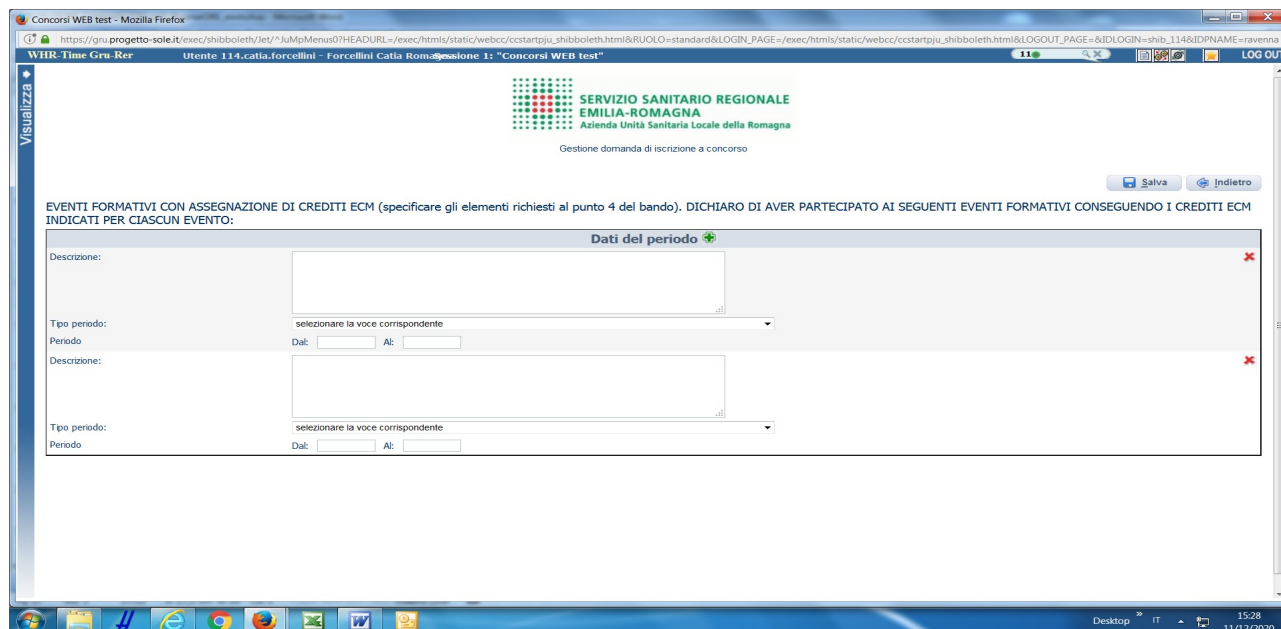 Concorsi WEB test - Mozilla Firefox
https://gru.progetto-sole.it/exec/shibboleth/Jet/^JuMpMenus0?HEADURL=/exec/htmls/static/webcc/ccstartpju_shibboleth.html&RUOLO=standard&LOGIN_PAGE=/exec/htmls/static/webcc/ccstartpju_shibboleth.html&LOGOUT_PAGE=&IDLOGIN=shib_114&IDPNAME=ravenna
WHR-Time Gru-Rer Utente 114.catia.forcellini - Forcellini Catia Romag Sessione 1: "Concorsi WEB test" 11 LOG OUT
Visualizza
SERVIZIO SANITARIO REGIONALE
EMILIA-ROMAGNA
Azienda Unità Sanitaria Locale della Romagna
Gestione domanda di iscrizione a concorso
Salva Indietro
EVENTI FORMATIVI CON ASSEGNAZIONE DI CREDITI ECM (specificare gli elementi richiesti al punto 4 del bando). DICHIARO DI AVER PARTECIPATO AI SEGUENTI EVENTI FORMATIVI CONSEGUENDO I CREDITI ECM
INDICATI PER CIASCUN EVENTO:
Dati del periodo
Descrizione:
Tipo periodo: selezionare la voce corrispondente
Periodo Dal: Al:
Descrizione:
Tipo periodo: selezionare la voce corrispondente
Periodo Dal: Al:
Desktop » IT 15:28
11/12/2020